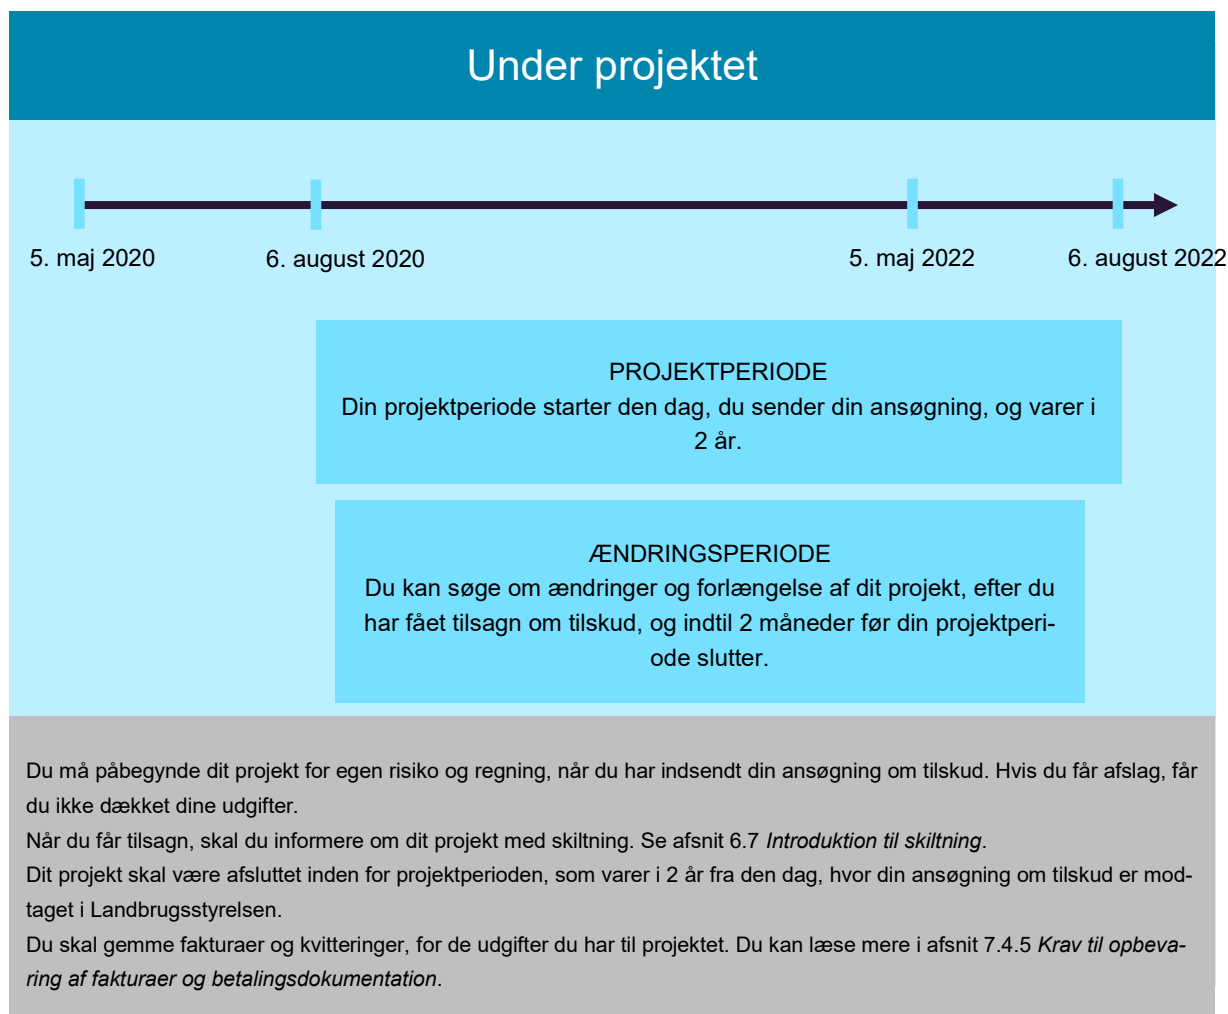 Under projektet
5. maj 2020
6. august 2020
5. maj 2022
6. august 2022
PROJEKTPERIODE
Din projektperiode starter den dag, du sender din ansøgning, og varer i
2 år.
ÆNDRINGSPERIODE
Du kan søge om ændringer og forlængelse af dit projekt, efter du
har fået tilsagn om tilskud, og indtil 2 måneder før din projektperi-
ode slutter.
Du må påbegynde dit projekt for egen risiko og regning, når du har indsendt din ansøgning om tilskud. Hvis du får afslag, får
du ikke dækket dine udgifter.
Når du får tilsagn, skal du informere om dit projekt med skiltning. Se afsnit 6.7 Introduktion til skiltning.
Dit projekt skal være afsluttet inden for projektperioden, som varer i 2 år fra den dag, hvor din ansøgning om tilskud er mod-
taget i Landbrugsstyrelsen.
Du skal gemme fakturaer og kvitteringer, for de udgifter du har til projektet. Du kan læse mere i afsnit 7.4.5 Krav til opbeva-
ring af fakturaer og betalingsdokumentation.